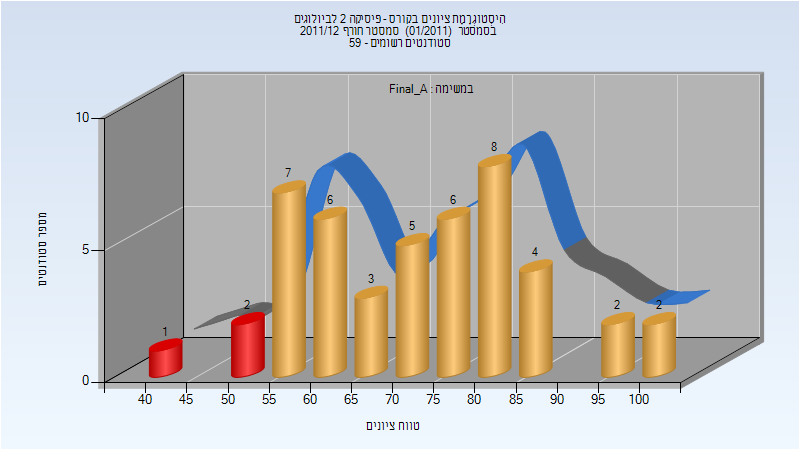 היסטוגרמת ציונים בקורס - פיסיקה 2 לביולוגים
בסמסטר (01/2011) סמסטר חורף 2011/12
סטודנטים רשומים - 59
במשימה : Final_A
מספר סטודנטים
10
5
0
1
2
7
6
3
5
6
8
4
2
2
40 45 50 55 60 65 70 75 80 85 90 95 100
טווח ציונים